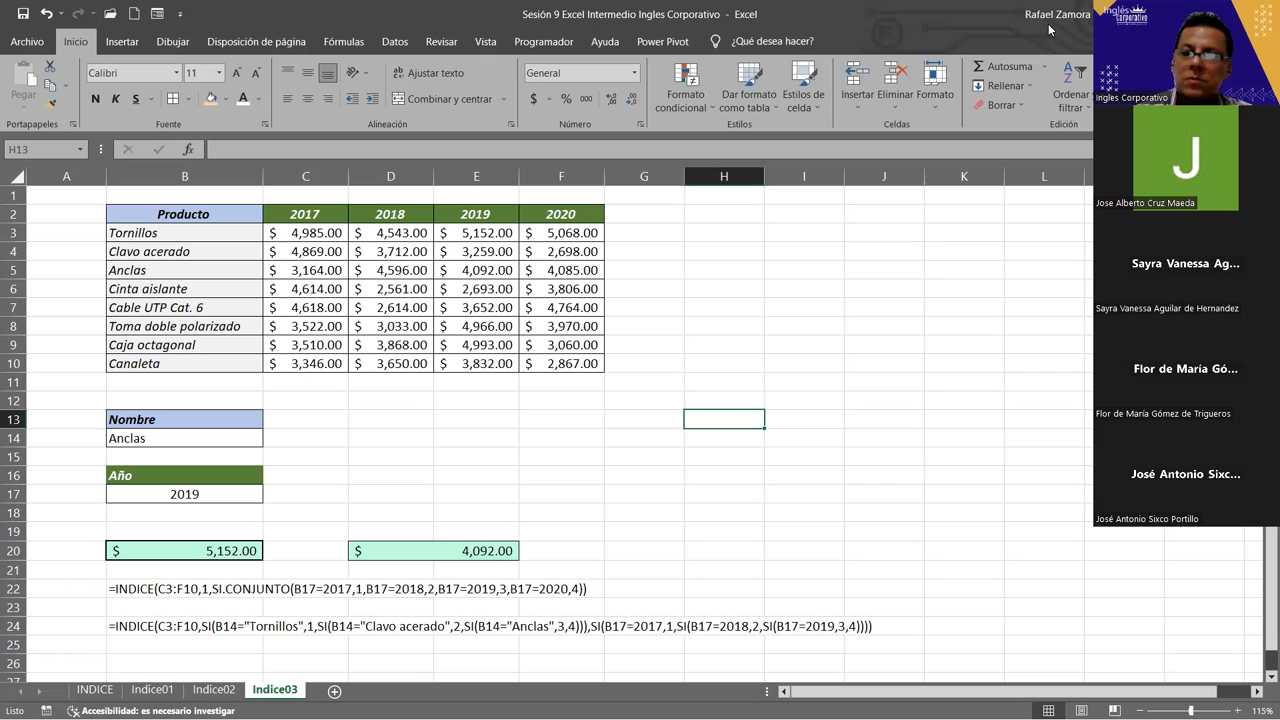 Sesión 9 Excel Intermedio Ingles Corporativo - Excel
Rafael Zamora
Archivo Inicio Insertar Dibujar Disposición de página Fórmulas Datos Revisar Vista Programador Ayuda Power Pivot ¿Qué desea hacer?
Pegar
Calibri 11
N K S
Ajustar texto
Combinar y centrar
General
$ % 000
Formato condicional
Dar formato como tabla
Estilos de celda
Insertar Eliminar Formato
Autosuma
Rellenar
Borrar
Ordenar y filtrar
Portapapeles Fuente Alineación Número Estilos Celdas Edición
H13 fx
A B C D E F G H I J K L
1
2 Producto 2017 2018 2019 2020
3 Tornillos $ 4,985.00 $ 4,543.00 $ 5,152.00 $ 5,068.00
4 Clavo acerado $ 4,869.00 $ 3,712.00 $ 3,259.00 $ 2,698.00
5 Anclas $ 3,164.00 $ 4,596.00 $ 4,092.00 $ 4,085.00
6 Cinta aislante $ 4,614.00 $ 2,561.00 $ 2,693.00 $ 3,806.00
7 Cable UTP Cat. 6 $ 4,618.00 $ 2,614.00 $ 3,652.00 $ 4,764.00
8 Toma doble polarizado $ 3,522.00 $ 3,033.00 $ 4,966.00 $ 3,970.00
9 Caja octagonal $ 3,510.00 $ 3,868.00 $ 4,993.00 $ 3,060.00
10 Canaleta $ 3,346.00 $ 3,650.00 $ 3,832.00 $ 2,867.00
11
12
13 Nombre
14 Anclas
15
16 Año
17 2019
18
19
20 $ 5,152.00 $ 4,092.00
21
22 =INDICE(C3:F10,1,SI.CONJUNTO(B17=2017,1,B17=2018,2,B17=2019,3,B17=2020,4))
23
24 =INDICE(C3:F10,SI(B14="Tornillos",1,SI(B14="Clavo acerado",2,SI(B14="Anclas",3,4))),SI(B17=2017,1,SI(B17=2018,2,SI(B17=2019,3,4))))
25
26
27
INDICE Indice01 Indice02 Indice03
Listo Accesibilidad: es necesario investigar 115%
Inglés Corporativo
Ingles Corporativo
J
Jose Alberto Cruz Maeda
Sayra Vanessa Ag...
Sayra Vanessa Aguilar de Hernandez
Flor de María Gó...
Flor de María Gómez de Trigueros
José Antonio Sixc...
José Antonio Sixco Portillo